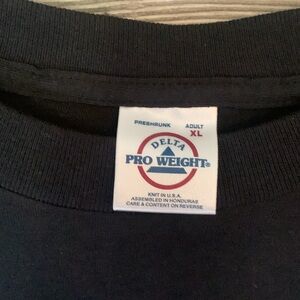 PRESHRUNK ADULT
XL
DELTA
PRO WEIGHT®
KNIT IN U.S.A.
ASSEMBLED IN HONDURAS
CARE & CONTENT ON REVERSE